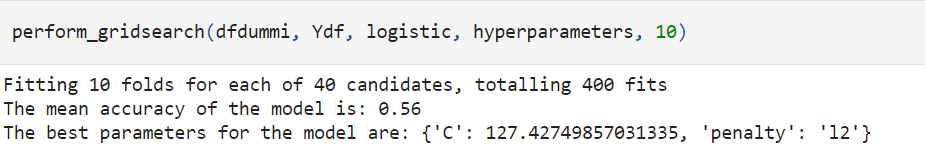 perform_gridsearch(dfdummi, Ydf, logistic, hyperparameters, 10)
Fitting 10 folds for each of 40 candidates, totalling 400 fits
The mean accuracy of the model is: 0.56
The best parameters for the model are: {'C': 127.42749857031335, 'penalty': 'l2'}